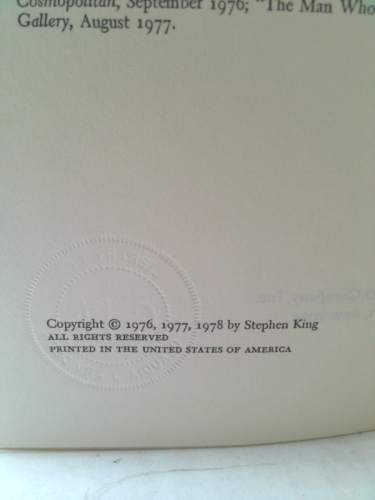 Cosmopolitan, September 1976; "The Man Who
Gallery, August 1977.
Copyright © 1976, 1977, 1978 by Stephen King
ALL RIGHTS RESERVED
PRINTED IN THE UNITED STATES OF AMERICA